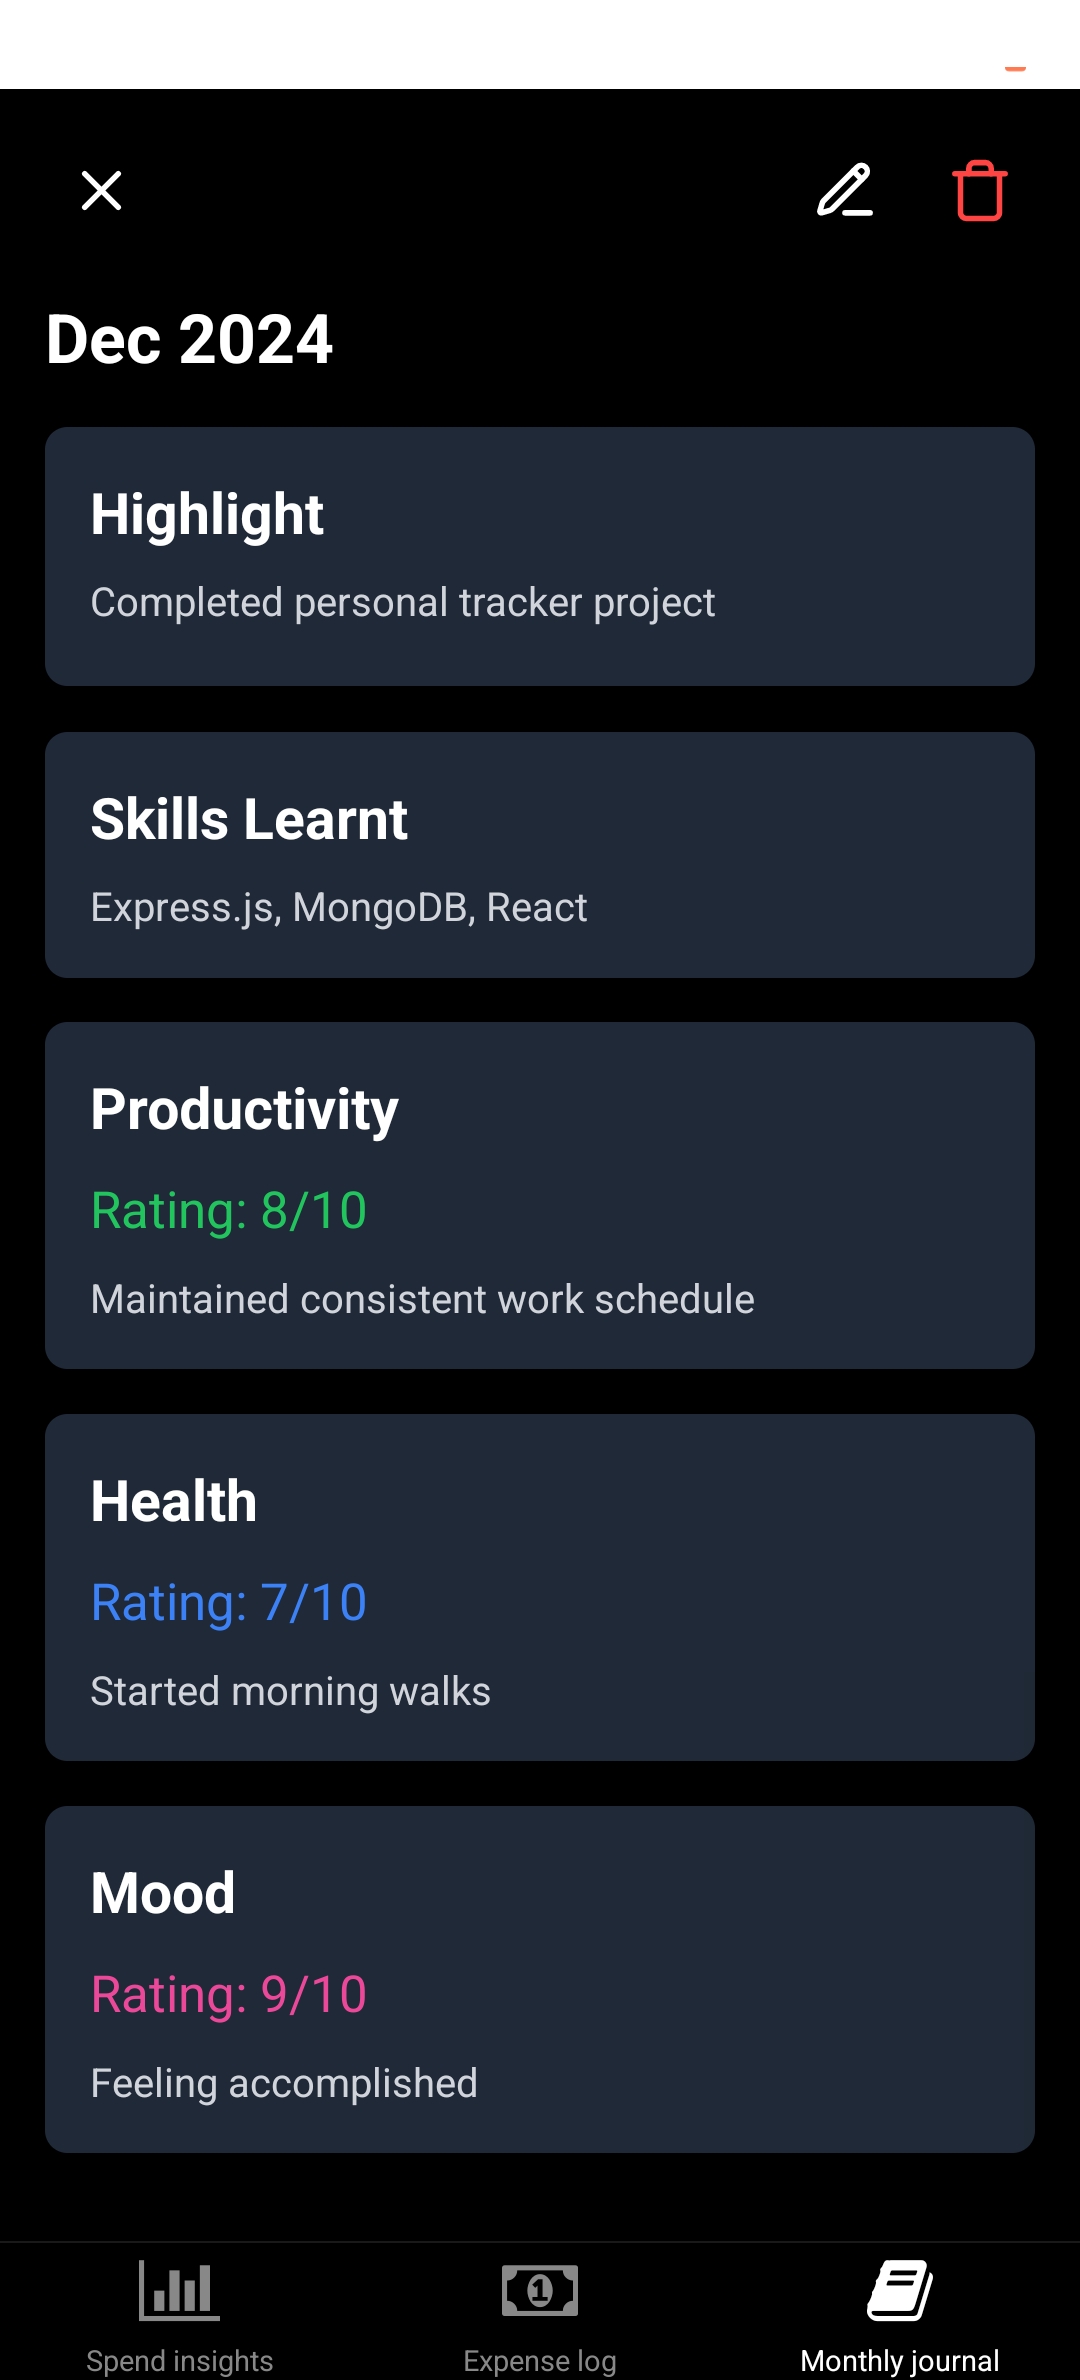 Dec 2024
Highlight
Completed personal tracker project
Skills Learnt
Express.js, MongoDB, React
Productivity
Rating: 8/10
Maintained consistent work schedule
Health
Rating: 7/10
Started morning walks
Mood
Rating: 9/10
Feeling accomplished
1
Spend insights
Expense log
Monthly journal